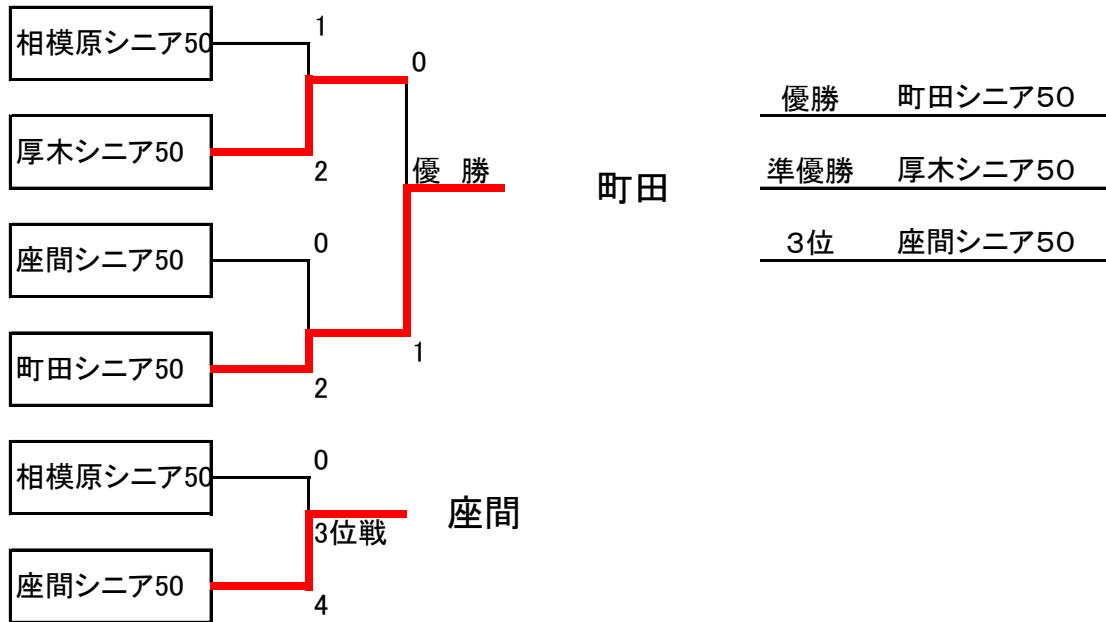 相模原シニア50
1
0
厚木シニア50
2
優 勝
町田
座間シニア50
0
町田シニア50
2
1
相模原シニア50
0
3位戦
座間
座間シニア50
4
優勝 町田シニア５０
準優勝 厚木シニア５０
３位 座間シニア５０